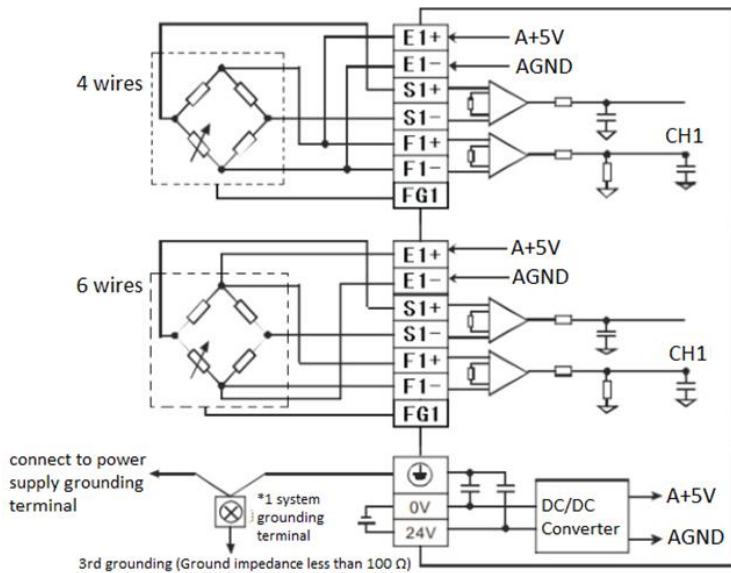 4 wires
E1+
E1-
S1+
S1-
F1+
F1-
FG1
A+5V
AGND
CH1
6 wires
E1+
E1-
S1+
S1-
F1+
F1-
FG1
A+5V
AGND
CH1
connect to power
supply grounding
terminal
*1 system
grounding
terminal
3rd grounding (Ground impedance less than 100 Ω)
0V
24V
DC/DC
Converter
A+5V
AGND